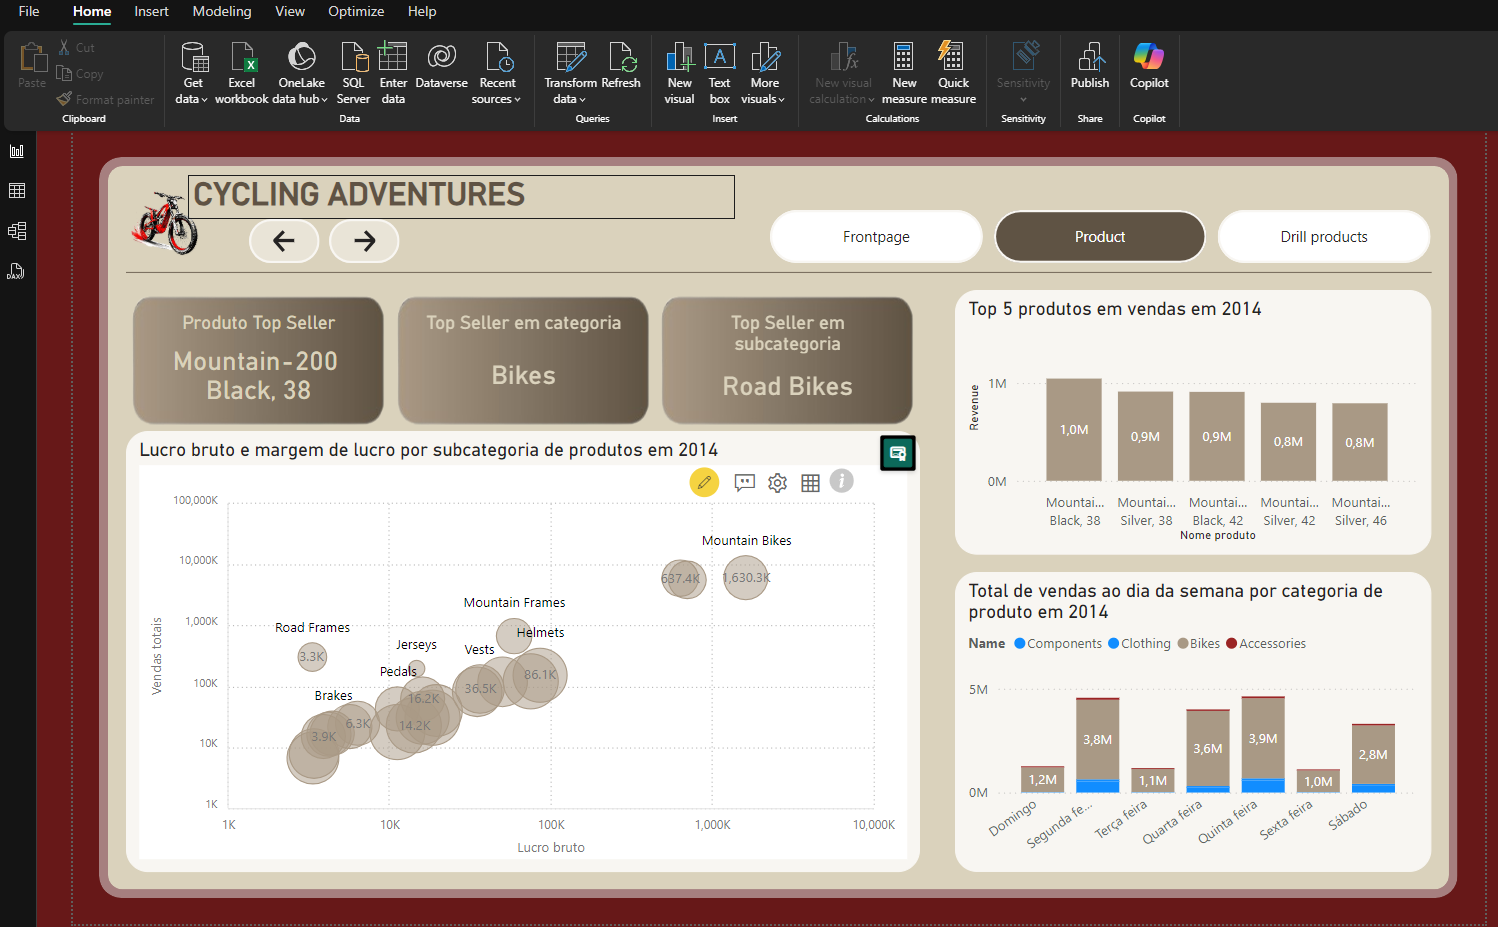 File Home Insert Modeling View Optimize Help
Paste
Cut
Copy
Format painter
Clipboard
Get data
Excel workbook
OneLake data hub
SQL Server
Enter data
Dataverse
Recent sources
Data
Transform data
Refresh
Queries
New visual
Text box
More visuals
Insert
New visual calculation
New measure
Quick measure
Calculations
Sensitivity
Sensitivity
Publish
Share
Copilot
Copilot
DAX
CYCLING ADVENTURES
Frontpage
Product
Drill products
Produto Top Seller
Mountain-200
Black, 38
Top Seller em categoria
Bikes
Top Seller em
subcategoria
Road Bikes
Lucro bruto e margem de lucro por subcategoria de produtos em 2014
Vendas totais
100,000K
10,000K
1,000K
100K
10K
1K
1K 10K 100K 1,000K 10,000K
Lucro bruto
Mountain Bikes
637.4K
1,630.3K
Mountain Frames
Road Frames
3.3K
Helmets
Jerseys
Vests
Pedals
86.1K
36.5K
16.2K
Brakes
6.3K
14.2K
3.9K
Top 5 produtos em vendas em 2014
Revenue
1M
0M
1,0M
0,9M
0,9M
0,8M
0,8M
Mountai... Mountai... Mountai... Mountai... Mountai...
Black, 38 Silver, 38 Black, 42 Silver, 42 Silver, 46
Nome produto
Total de vendas ao dia da semana por categoria de
produto em 2014
Name Components Clothing Bikes Accessories
5M
0M
1,2M
3,8M
1,1M
3,6M
3,9M
1,0M
2,8M
Domingo
Segunda fe...
Terça feira
Quarta feira
Quinta feira
Sexta feira
Sábado